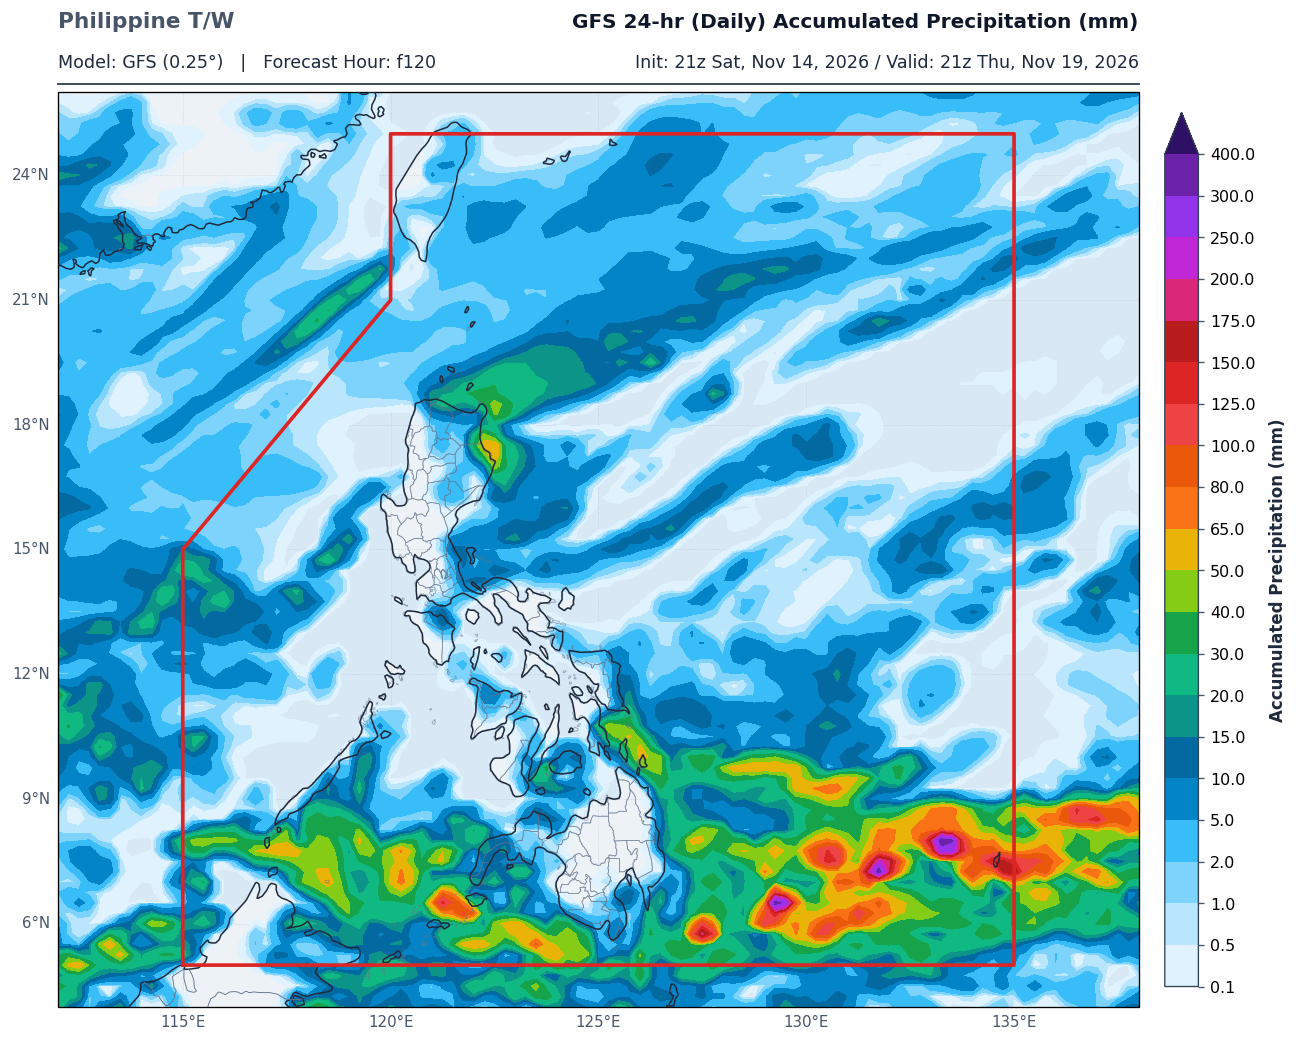 Philippine T/W
GFS 24-hr (Daily) Accumulated Precipitation (mm)
Model: GFS (0.25°)   |   Forecast Hour: f120
Init: 21z Sat, Nov 14, 2026 / Valid: 21z Thu, Nov 19, 2026
24°N
21°N
18°N
15°N
12°N
9°N
6°N
115°E
120°E
125°E
130°E
135°E
400.0
300.0
250.0
200.0
175.0
150.0
125.0
100.0
80.0
65.0
50.0
40.0
30.0
20.0
15.0
10.0
5.0
2.0
1.0
0.5
0.1
Accumulated Precipitation (mm)